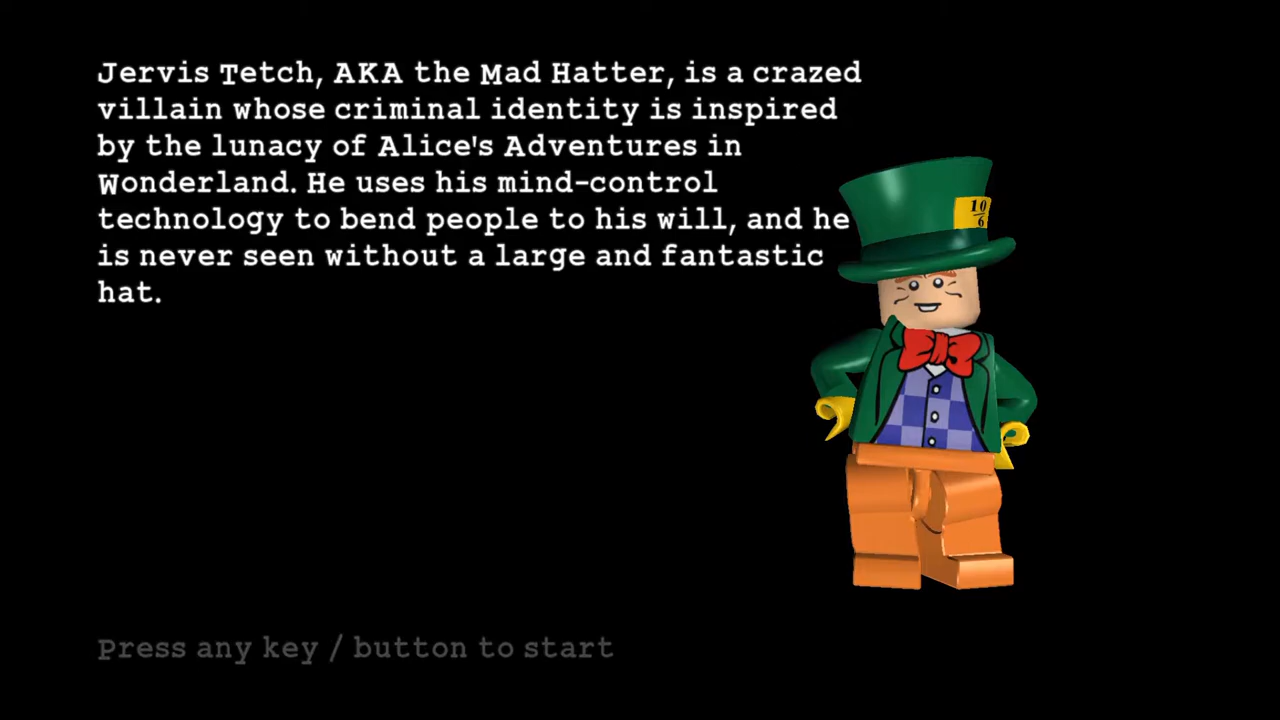 Jervis Tetch, AKA the Mad Hatter, is a crazed
villain whose criminal identity is inspired
by the lunacy of Alice's Adventures in
Wonderland. He uses his mind-control
technology to bend people to his will, and he
is never seen without a large and fantastic
hat.
10
6
Press any key / button to start